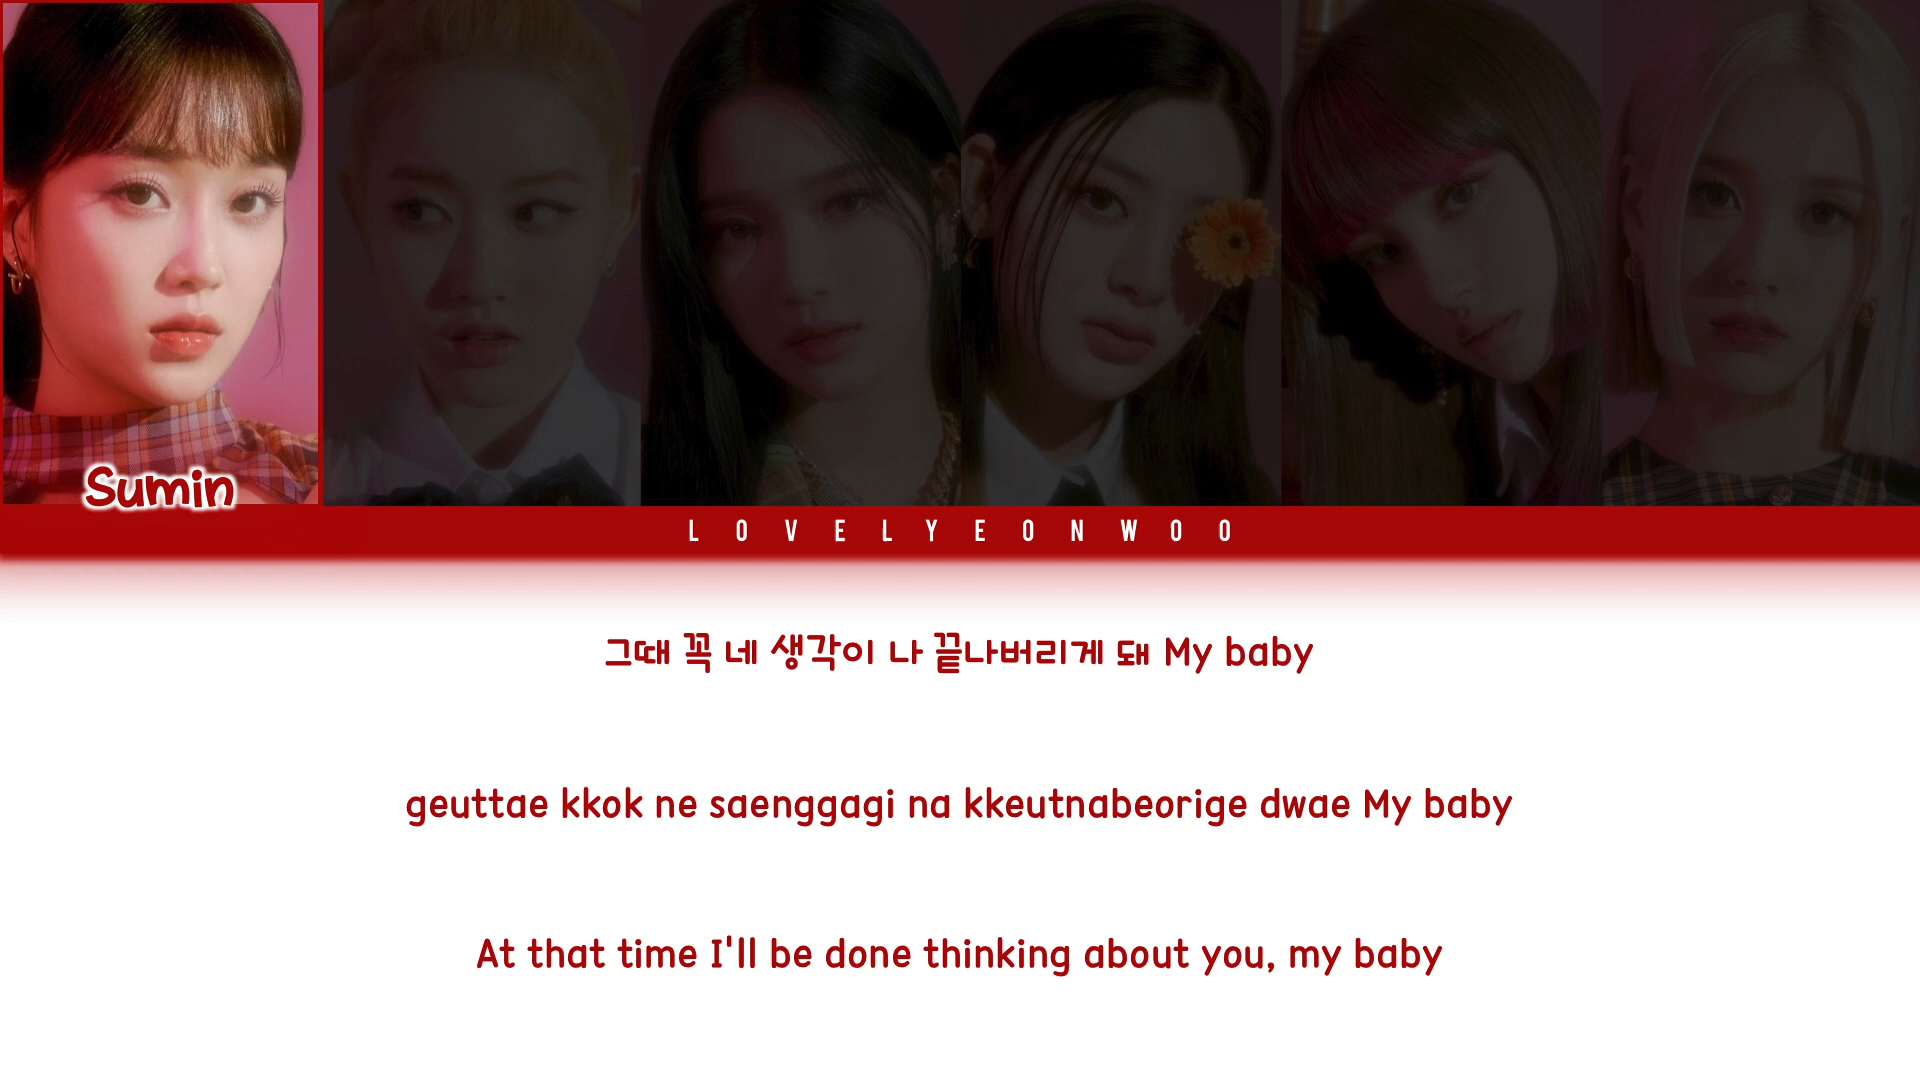 Sumin
LOVELYEONWOO
그때 꼭 네 생각이 나 끝나버리게 돼 My baby
geuttae kkok ne saenggagi na kkeutnabeorige dwae My baby
At that time I'll be done thinking about you, my baby